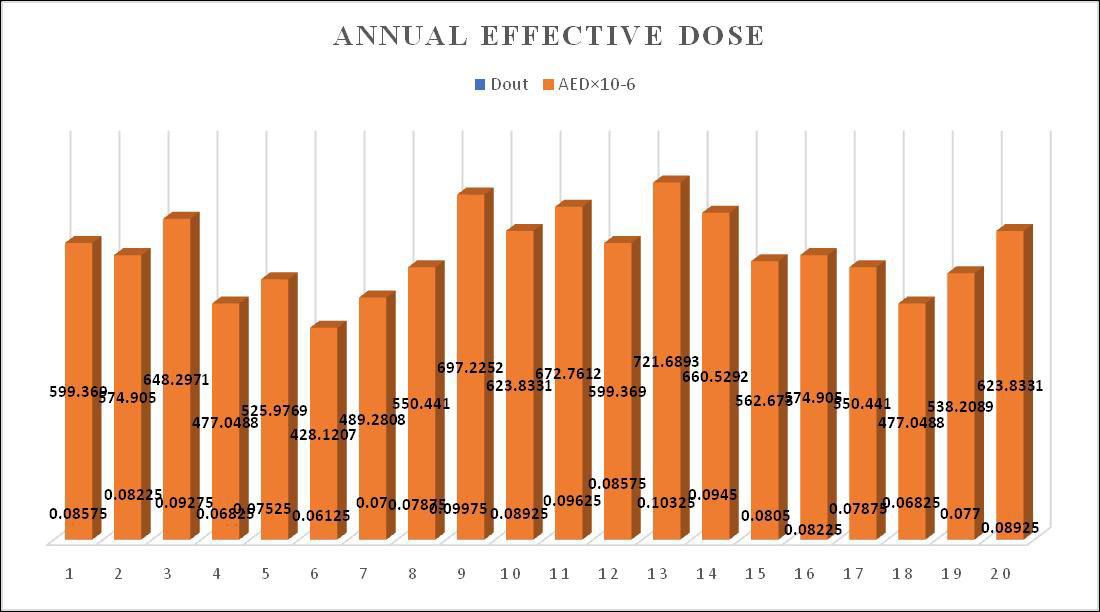 ANNUAL EFFECTIVE DOSE
Dout AED×10-6
599.369 574.905 648.2971 477.0488 525.9769 428.1207 489.2808 550.441 697.2252 623.8331 672.7612 599.369 721.6893 660.5292 562.673 574.905 550.441 477.0488 538.2089 623.8331
0.08575 0.08225 0.09275 0.06825 0.07525 0.06125 0.07 0.07875 0.09975 0.08925 0.09625 0.08575 0.10325 0.0945 0.0805 0.08225 0.07875 0.06825 0.077 0.08925
1 2 3 4 5 6 7 8 9 10 11 12 13 14 15 16 17 18 19 20